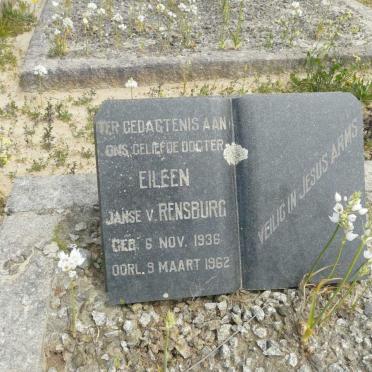 TER GEDAGTENIS AAN
ONS GELIEFDE DOGTER
EILEEN
JANSE V. RENSBURG
GEB. 6 NOV. 1936
OORL. 9 MAART 1962
VEILIG IN JESUS ARMS